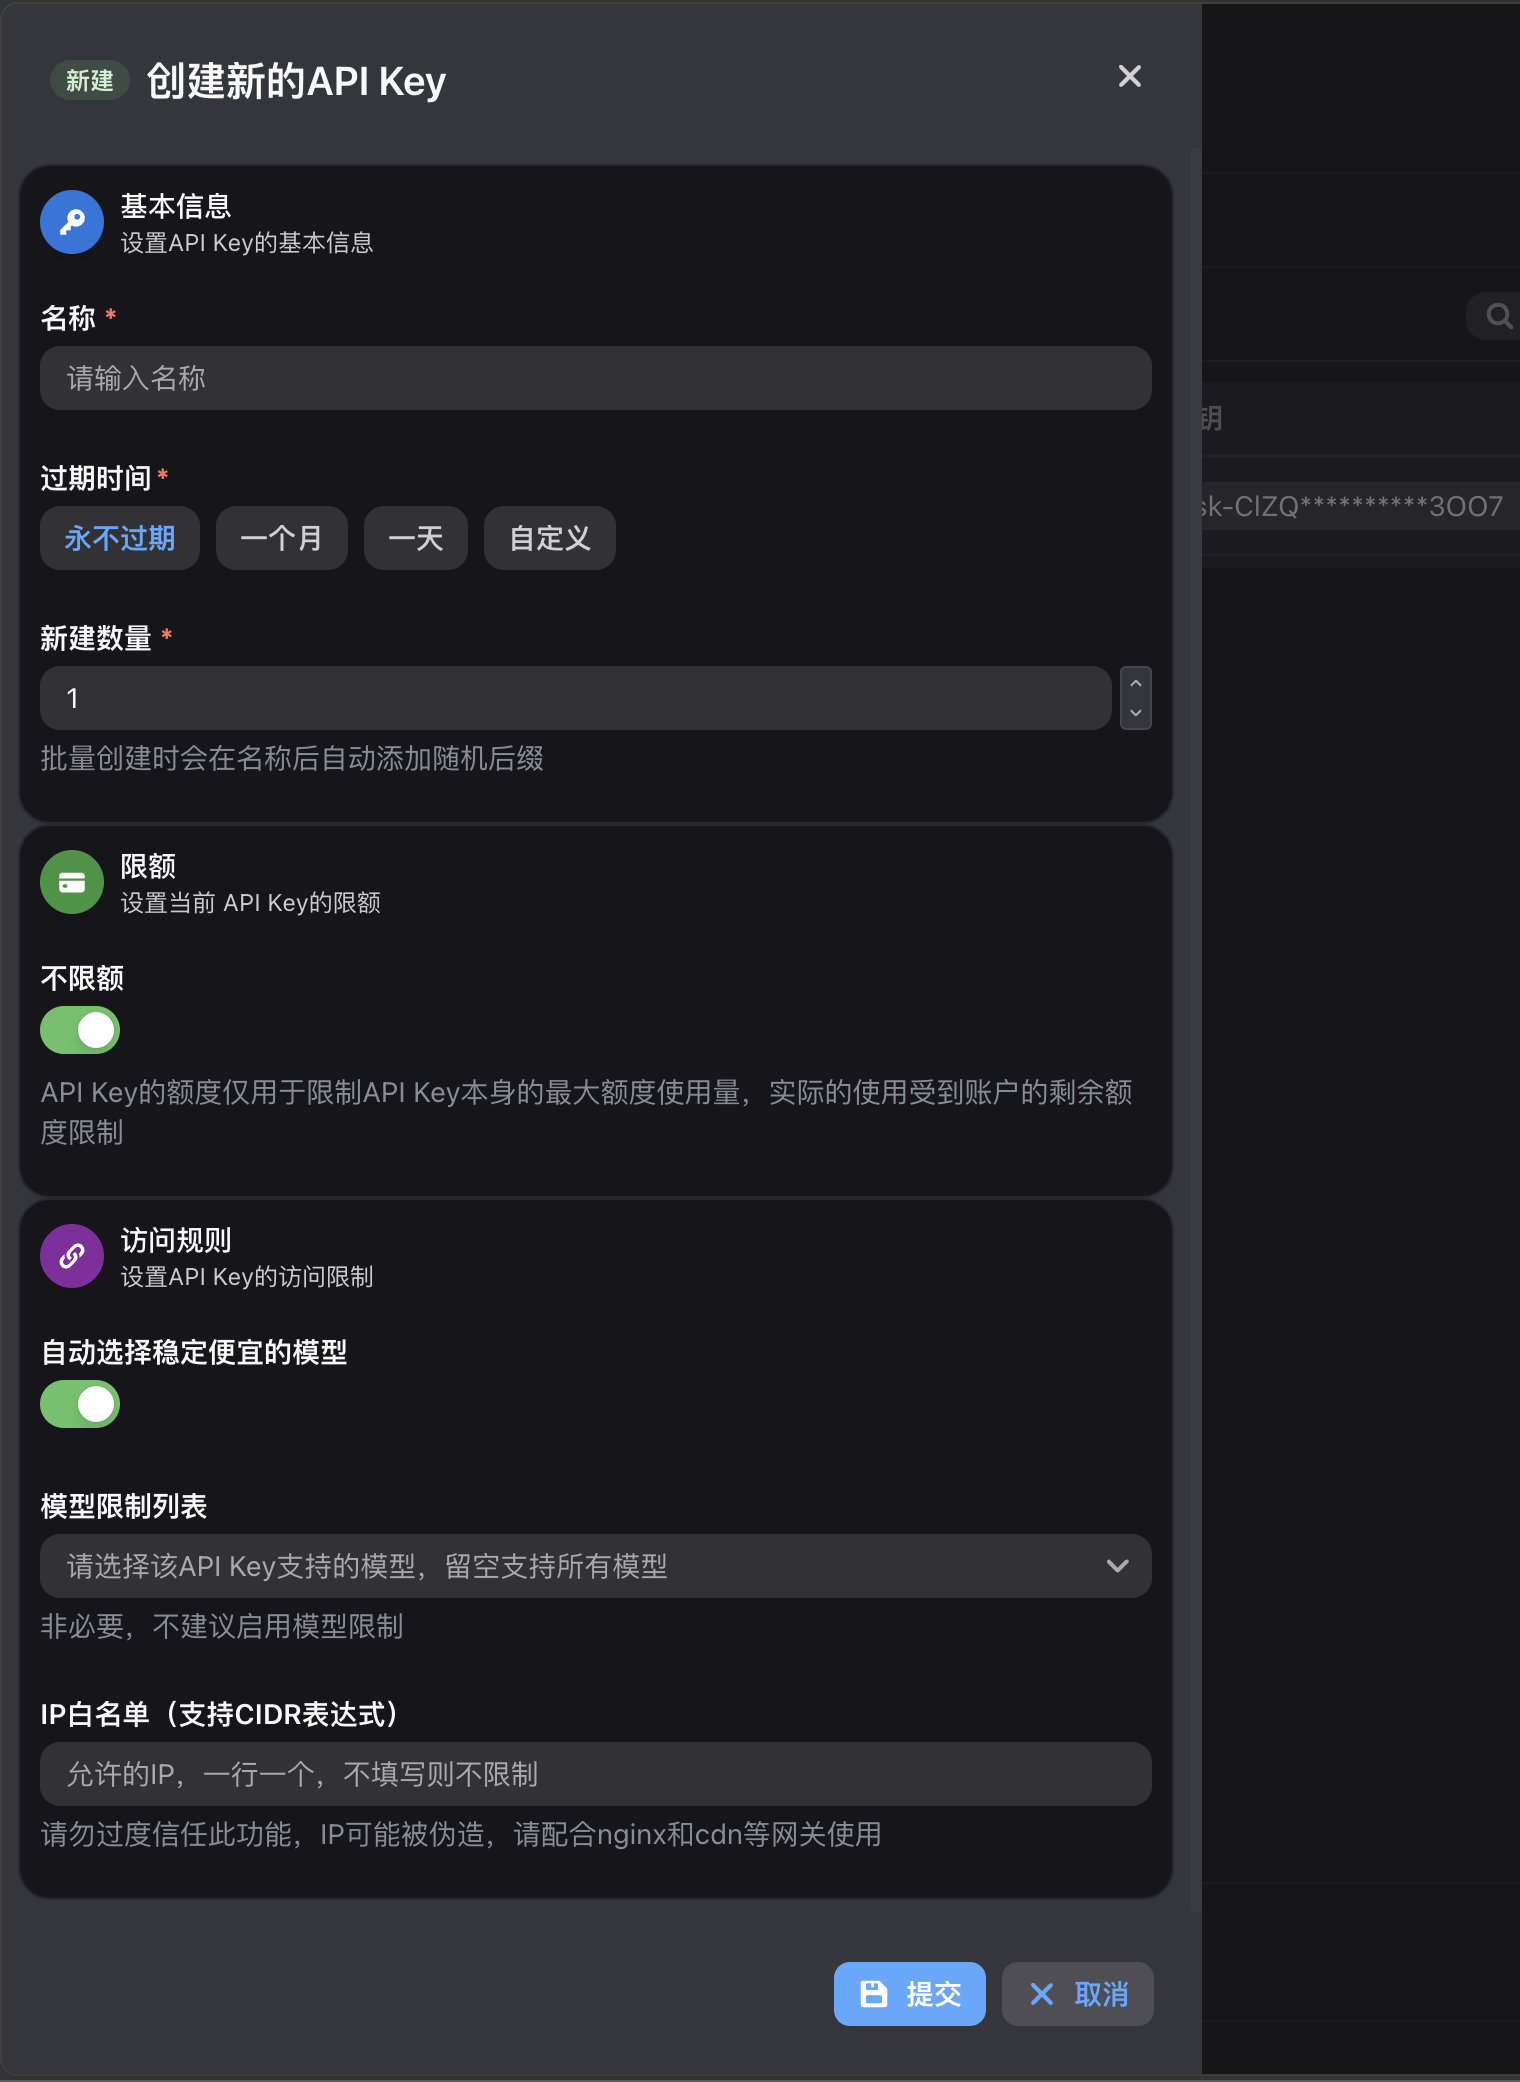 新建 创建新的API Key
基本信息
设置API Key的基本信息
名称 *
请输入名称
过期时间 *
永不过期 一个月 一天 自定义
新建数量 *
1
批量创建时会在名称后自动添加随机后缀
限额
设置当前 API Key的限额
不限额
API Key的额度仅用于限制API Key本身的最大额度使用量，实际的使用受到账户的剩余额
度限制
访问规则
设置API Key的访问限制
自动选择稳定便宜的模型
模型限制列表
请选择该API Key支持的模型，留空支持所有模型
非必要，不建议启用模型限制
IP白名单（支持CIDR表达式）
允许的IP，一行一个，不填写则不限制
请勿过度信任此功能，IP可能被伪造，请配合nginx和cdn等网关使用
提交 取消
钥
sk-ClZQ**********3OO7